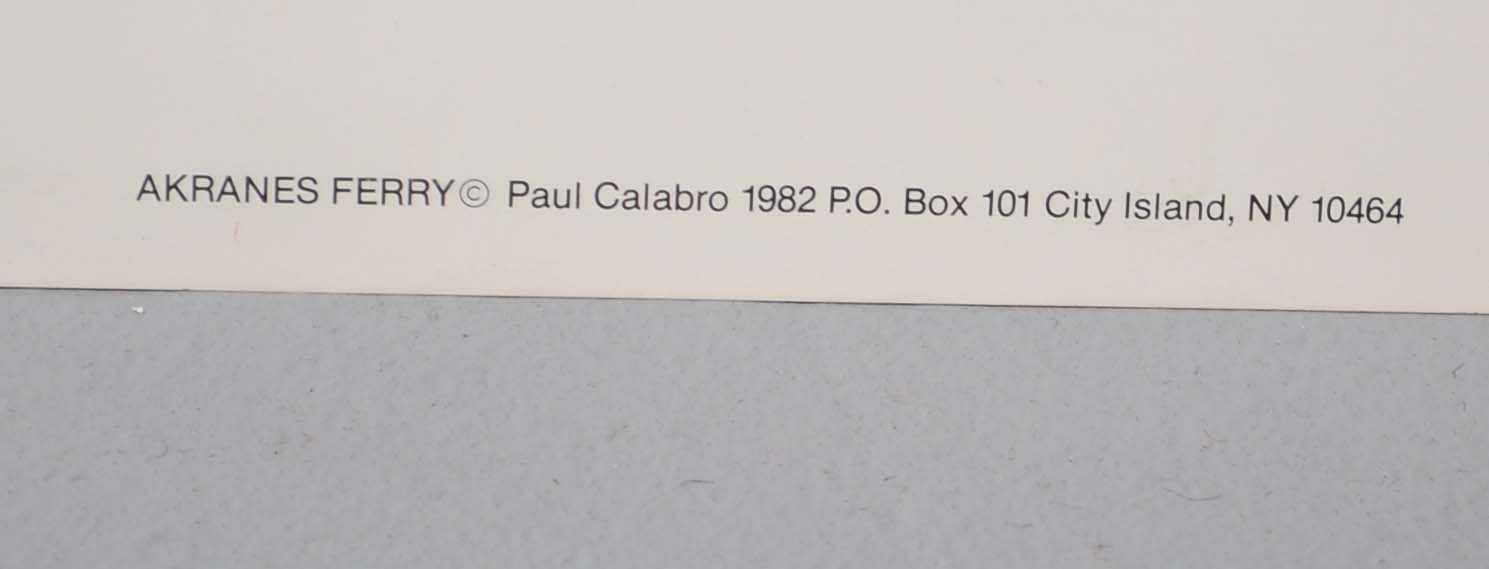 AKRANES FERRY© Paul Calabro 1982 P.O. Box 101 City Island, NY 10464